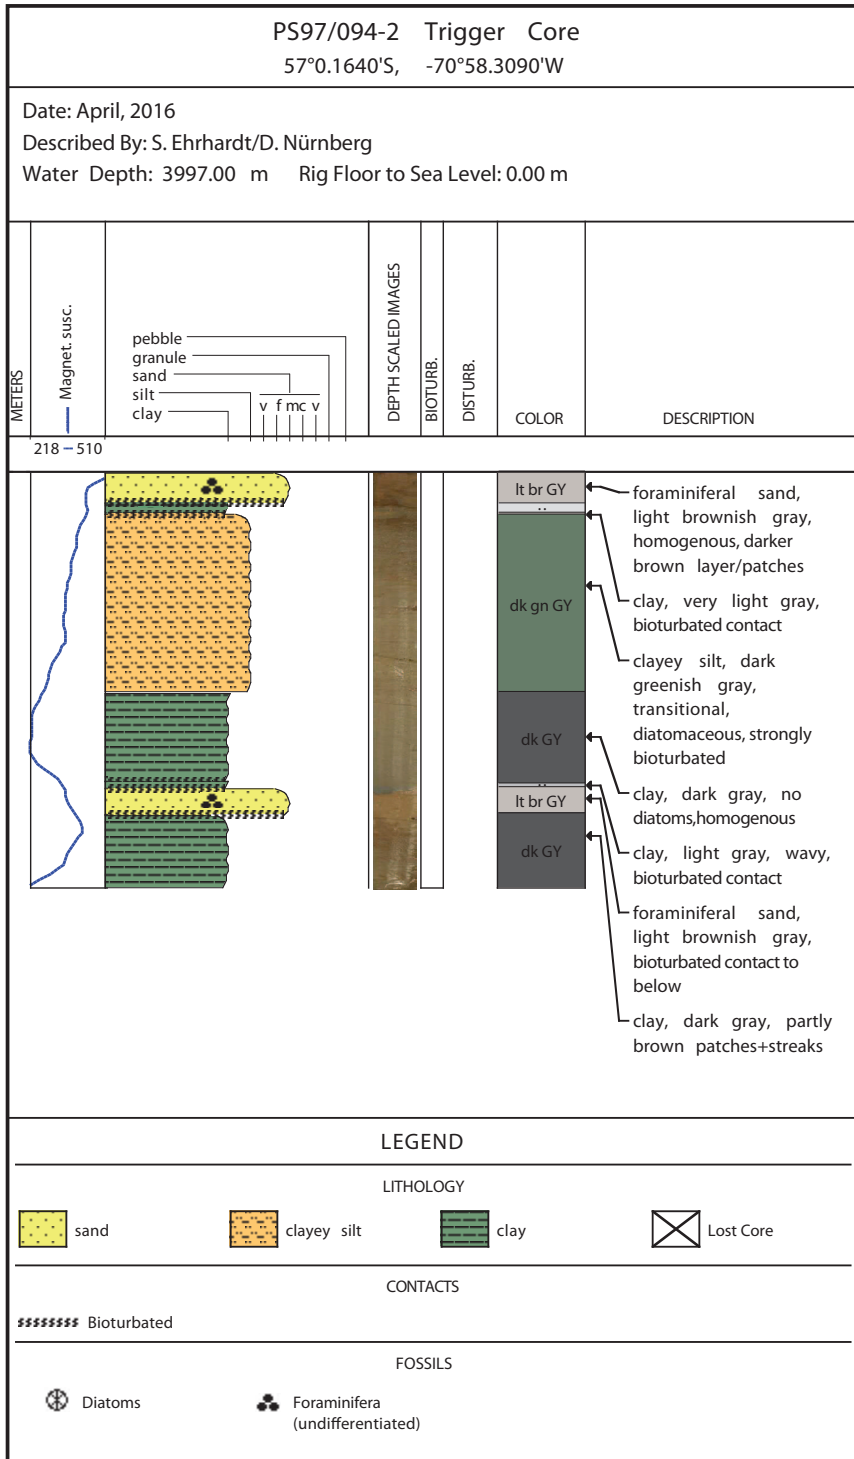 PS97/094-2 Trigger Core
57°0.1640'S, -70°58.3090'W
Date: April, 2016
Described By: S. Ehrhardt/D. Nürnberg
Water Depth: 3997.00 m Rig Floor to Sea Level: 0.00 m
METERS
Magnet. susc.
pebble
granule
sand
silt
clay
v f m c v
DEPTH SCALED IMAGES
BIOTURB.
DISTURB.
COLOR
DESCRIPTION
218 – 510
lt br GY
dk gn GY
dk GY
lt br GY
dk GY
foraminiferal sand,
light brownish gray,
homogenous, darker
brown layer/patches
clay, very light gray,
bioturbated contact
clayey silt, dark
greenish gray,
transitional,
diatomaceous, strongly
bioturbated
clay, dark gray, no
diatoms,homogenous
clay, light gray, wavy,
bioturbated contact
foraminiferal sand,
light brownish gray,
bioturbated contact to
below
clay, dark gray, partly
brown patches+streaks
LEGEND
LITHOLOGY
sand
clayey silt
clay
Lost Core
CONTACTS
Bioturbated
FOSSILS
Diatoms
Foraminifera
(undifferentiated)